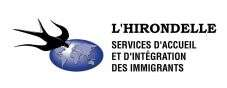 L'HIRONDELLE
SERVICES D'ACCUEIL
ET D'INTÉGRATION
DES IMMIGRANTS